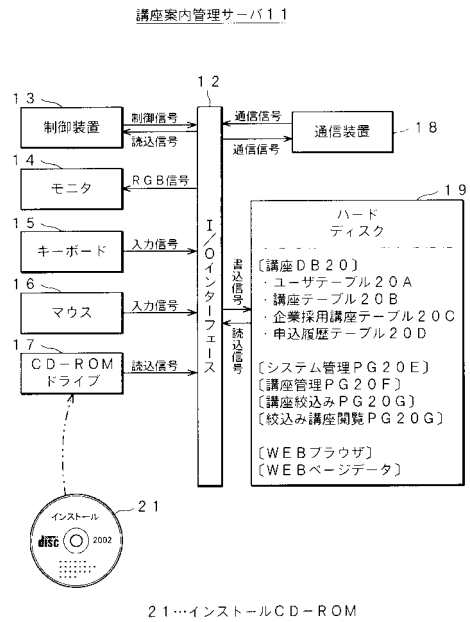 講座案内管理サーバ11
12
13
制御装置
制御信号
読込信号
通信信号
通信信号
通信装置
18
14
モニタ
RGB信号
15
キーボード
入力信号
16
マウス
入力信号
17
CD-ROM
ドライブ
読込信号
I/Oインターフェース
書込信号
読込信号
19
ハード
ディスク
〔講座DB20〕
・ユーザテーブル20A
・講座テーブル20B
・企業採用講座テーブル20C
・申込履歴テーブル20D
〔システム管理PG20E〕
〔講座管理PG20F〕
〔講座絞込みPG20G〕
〔絞込み講座閲覧PG20G〕
〔WEBブラウザ〕
〔WEBページデータ〕
21
インストール
disc
2002
21…インストールCD-ROM